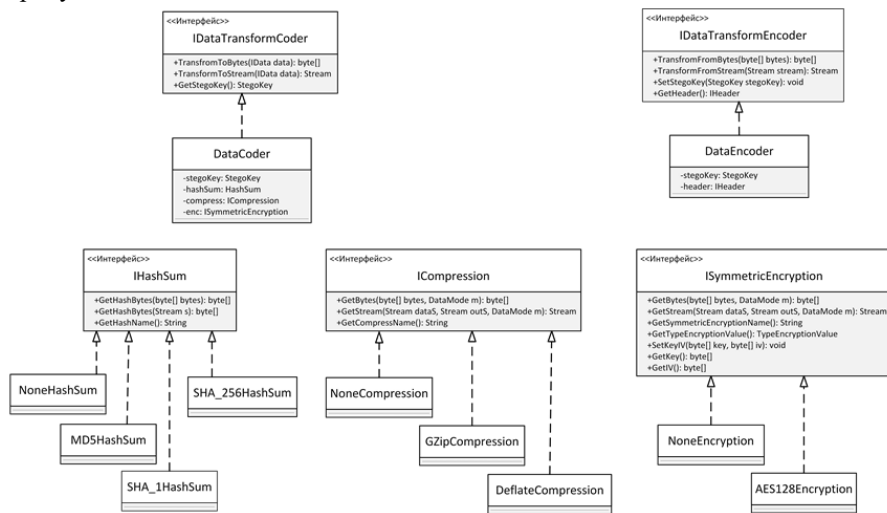 <<Интерфейс>>
IDataTransformCoder
+TransfromToBytes(IData data): byte[]
+TransformToStream(IData data): Stream
+GetStegoKey(): StegoKey
<<Интерфейс>>
IDataTransformEncoder
+TransfromFromBytes(byte[] bytes): byte[]
+TransformFromStream(Stream stream): Stream
+SetStegoKey(StegoKey stegoKey): void
+GetHeader(): IHeader
DataCoder
-stegoKey: StegoKey
-hashSum: HashSum
-compress: ICompression
-enc: ISymmetricEncryption
DataEncoder
-stegoKey: StegoKey
-header: IHeader
<<Интерфейс>>
IHashSum
+GetHashBytes(byte[] bytes): byte[]
+GetHashBytes(Stream s): byte[]
+GetHashName(): String
<<Интерфейс>>
ICompression
+GetBytes(byte[] bytes, DataMode m): byte[]
+GetStream(Stream dataS, Stream outS, DataMode m): Stream
+GetCompressName(): String
<<Интерфейс>>
ISymmetricEncryption
+GetBytes(byte[] bytes, DataMode m): byte[]
+GetStream(Stream dataS, Stream outS, DataMode m): Stream
+GetSymmetricEncryptionName(): String
+GetTypeEncryptionValue(): TypeEncryptionValue
+SetKeyIV(byte[] key, byte[] iv): void
+GetKey(): byte[]
+GetIV(): byte[]
NoneHashSum
SHA_256HashSum
MD5HashSum
SHA_1HashSum
NoneCompression
GZipCompression
DeflateCompression
NoneEncryption
AES128Encryption